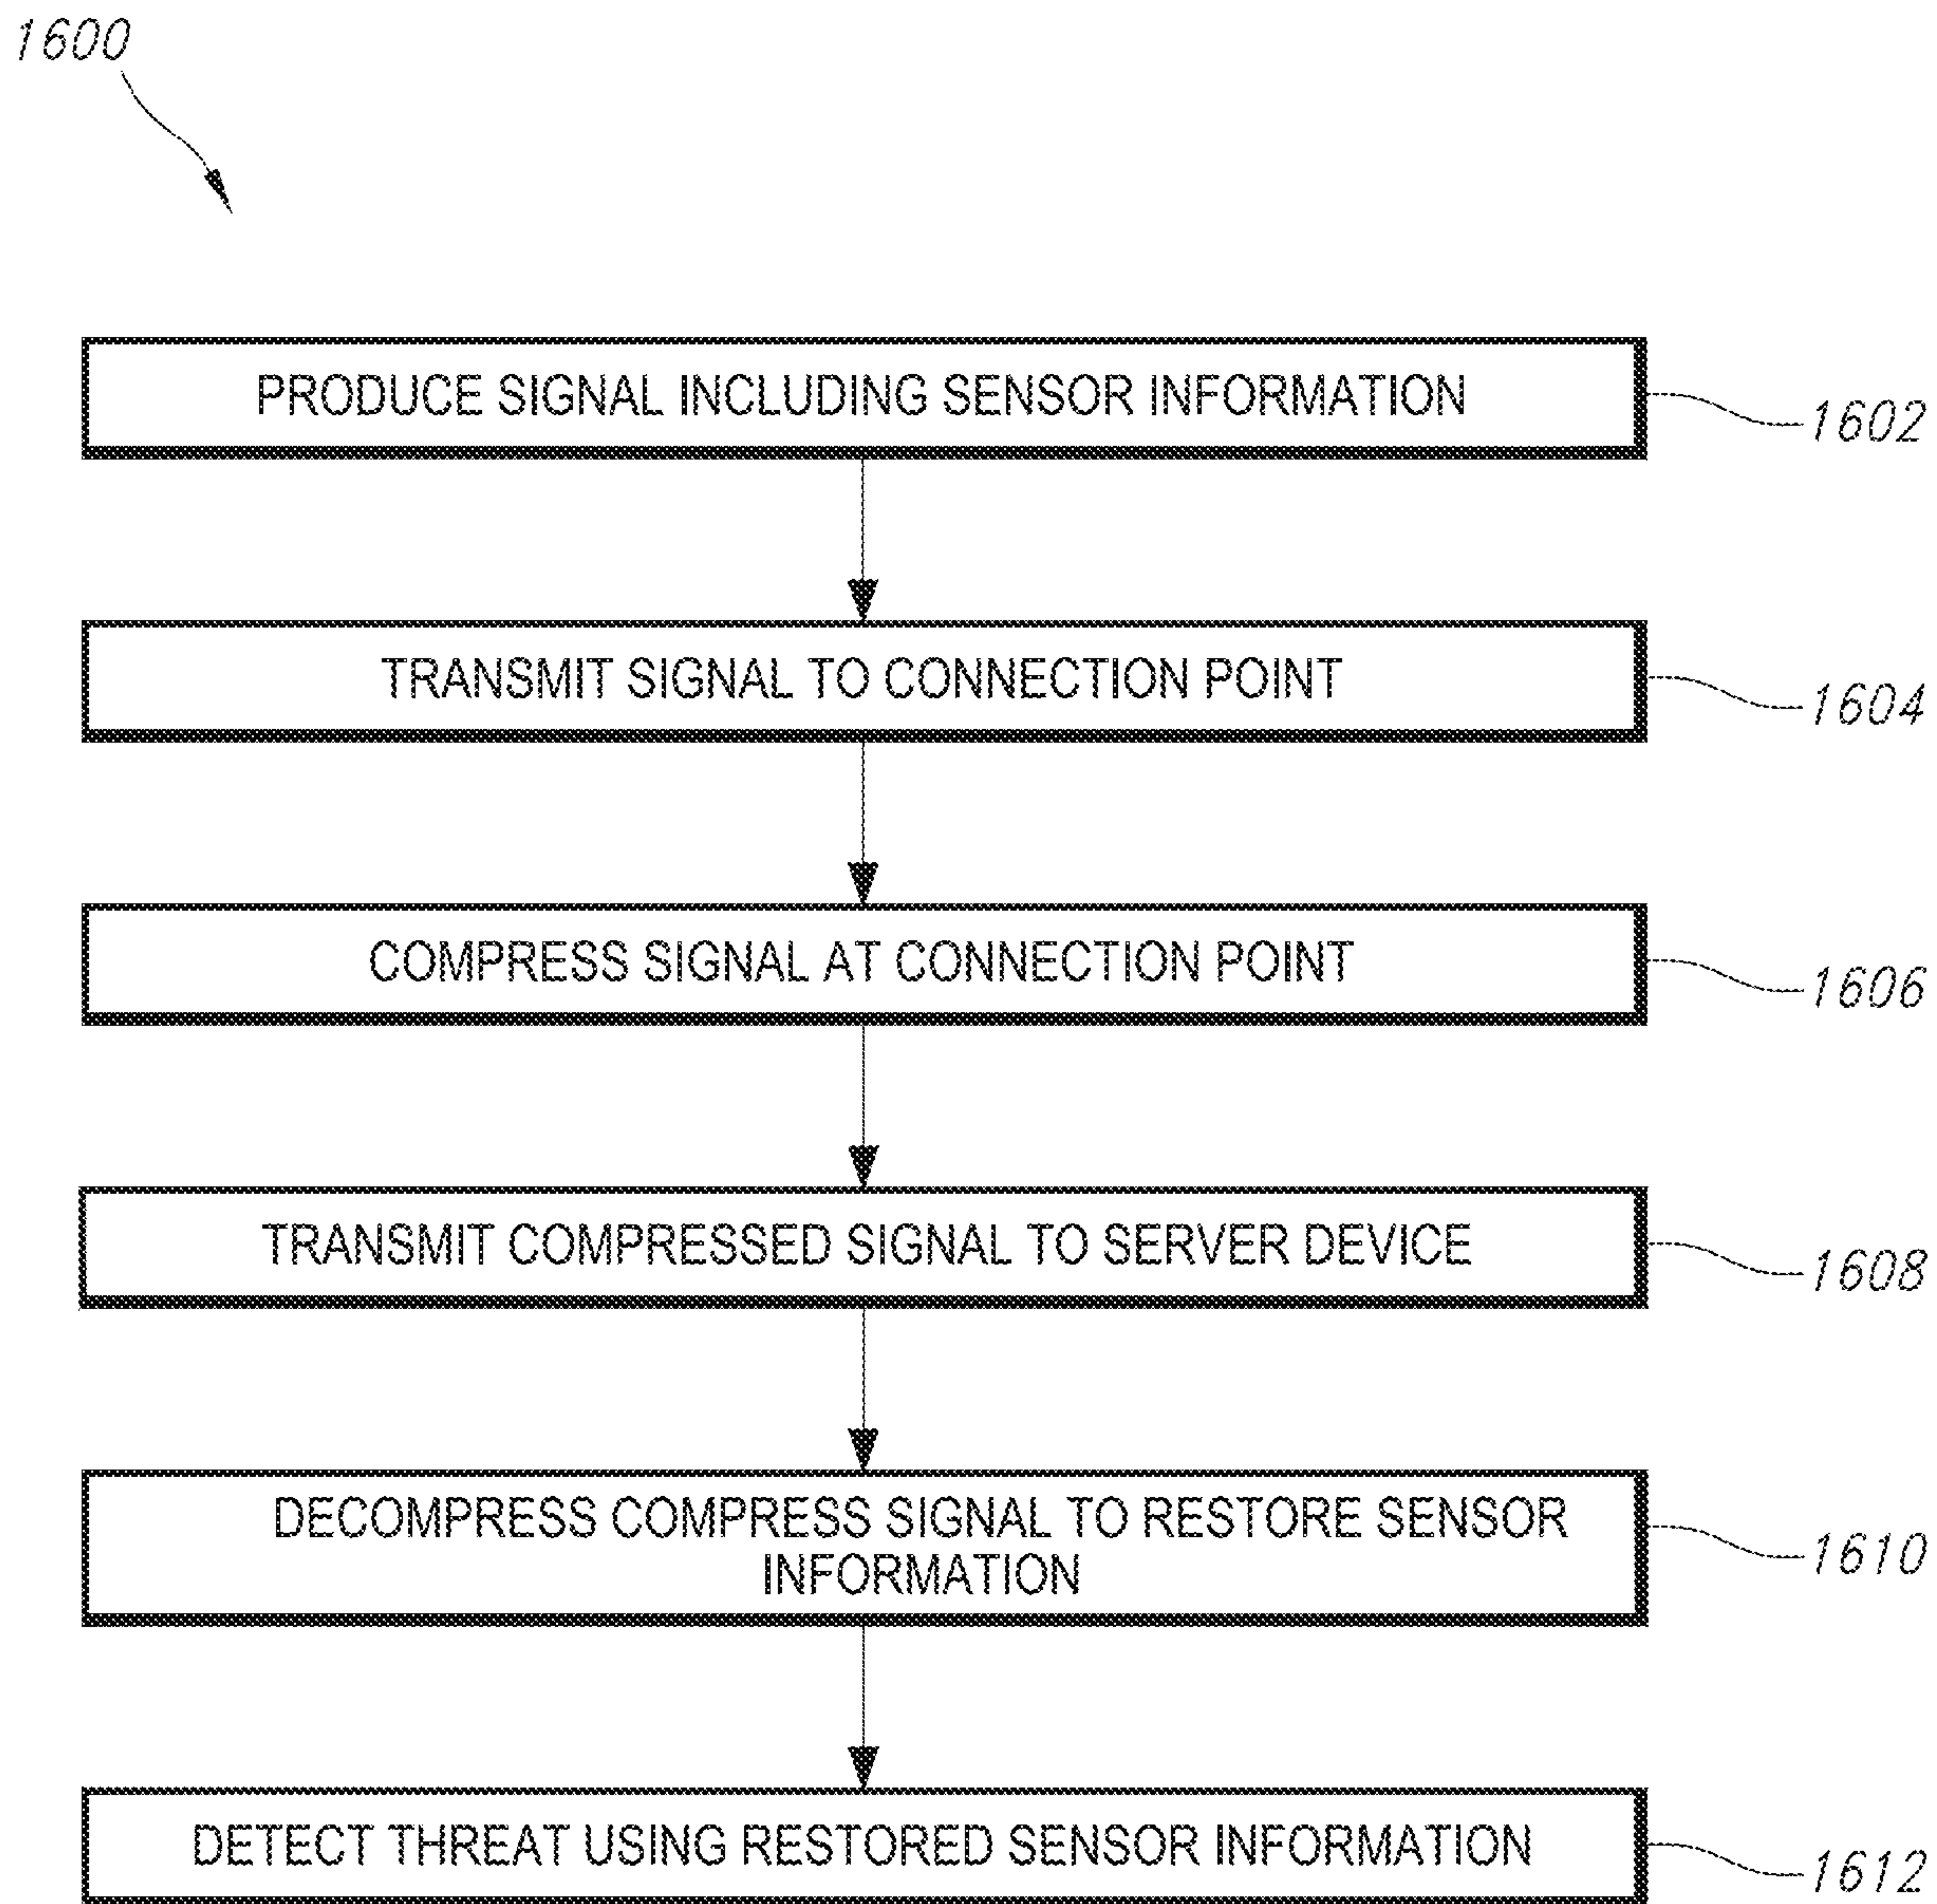 1600
PRODUCE SIGNAL INCLUDING SENSOR INFORMATION
1602
TRANSMIT SIGNAL TO CONNECTION POINT
1604
COMPRESS SIGNAL AT CONNECTION POINT
1606
TRANSMIT COMPRESSED SIGNAL TO SERVER DEVICE
1608
DECOMPRESS COMPRESS SIGNAL TO RESTORE SENSOR
INFORMATION
1610
DETECT THREAT USING RESTORED SENSOR INFORMATION
1612